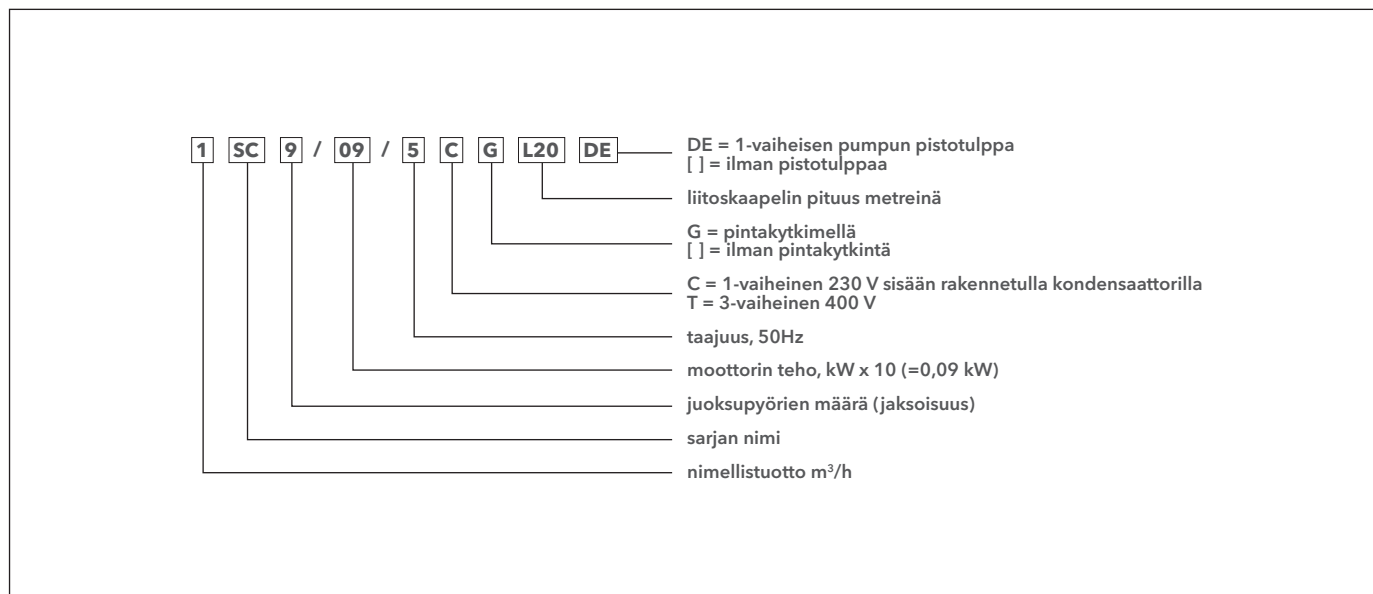 1 SC 9 / 09 / 5 C G L20 DE
DE = 1-vaiheisen pumpun pistotulppa
[ ] = ilman pistotulppaa
liitoskaapelin pituus metreinä
G = pintakytkimellä
[ ] = ilman pintakytkintä
C = 1-vaiheinen 230 V sisään rakennetulla kondensaattorilla
T = 3-vaiheinen 400 V
taajuus, 50Hz
moottorin teho, kW x 10 (=0,09 kW)
juoksupyörien määrä (jaksoisuus)
sarjan nimi
nimellistuotto m³/h